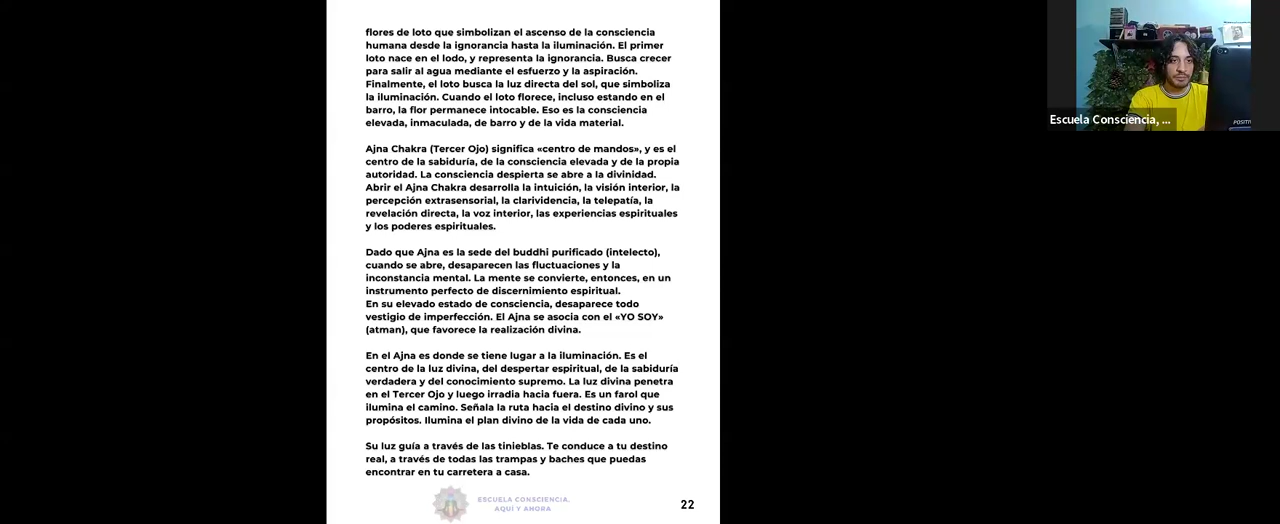 flores de loto que simbolizan el ascenso de la consciencia
humana desde la ignorancia hasta la iluminación. El primer
loto nace en el lodo, y representa la ignorancia. Busca crecer
para salir al agua mediante el esfuerzo y la aspiración.
Finalmente, el loto busca la luz directa del sol, que simboliza
la iluminación. Cuando el loto florece, incluso estando en el
barro, la flor permanece intocable. Eso es la consciencia
elevada, inmaculada, de barro y de la vida material.
Ajna Chakra (Tercer Ojo) significa «centro de mandos», y es el
centro de la sabiduría, de la consciencia elevada y de la propia
autoridad. La consciencia despierta se abre a la divinidad.
Abrir el Ajna Chakra desarrolla la intuición, la visión interior, la
percepción extrasensorial, la clarividencia, la telepatía, la
revelación directa, la voz interior, las experiencias espirituales
y los poderes espirituales.
Dado que Ajna es la sede del buddhi purificado (intelecto),
cuando se abre, desaparecen las fluctuaciones y la
inconstancia mental. La mente se convierte, entonces, en un
instrumento perfecto de discernimiento espiritual.
En su elevado estado de consciencia, desaparece todo
vestigio de imperfección. El Ajna se asocia con el «YO SOY»
(atman), que favorece la realización divina.
En el Ajna es donde se tiene lugar a la iluminación. Es el
centro de la luz divina, del despertar espiritual, de la sabiduría
verdadera y del conocimiento supremo. La luz divina penetra
en el Tercer Ojo y luego irradia hacia fuera. Es un farol que
ilumina el camino. Señala la ruta hacia el destino divino y sus
propósitos. Ilumina el plan divino de la vida de cada uno.
Su luz guía a través de las tinieblas. Te conduce a tu destino
real, a través de todas las trampas y baches que puedas
encontrar en tu carretera a casa.
ESCUELA CONSCIENCIA,
AQUÍ Y AHORA
22
Escuela Consciencia, ...